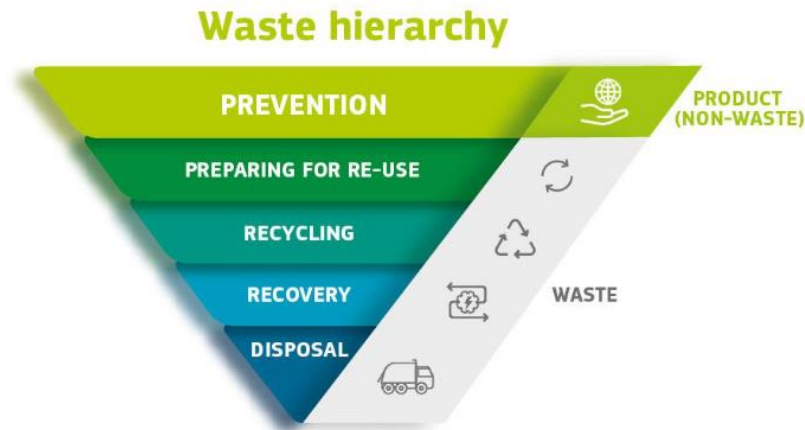 Waste hierarchy
PREVENTION
PRODUCT
(NON-WASTE)
PREPARING FOR RE-USE
RECYCLING
RECOVERY
WASTE
DISPOSAL